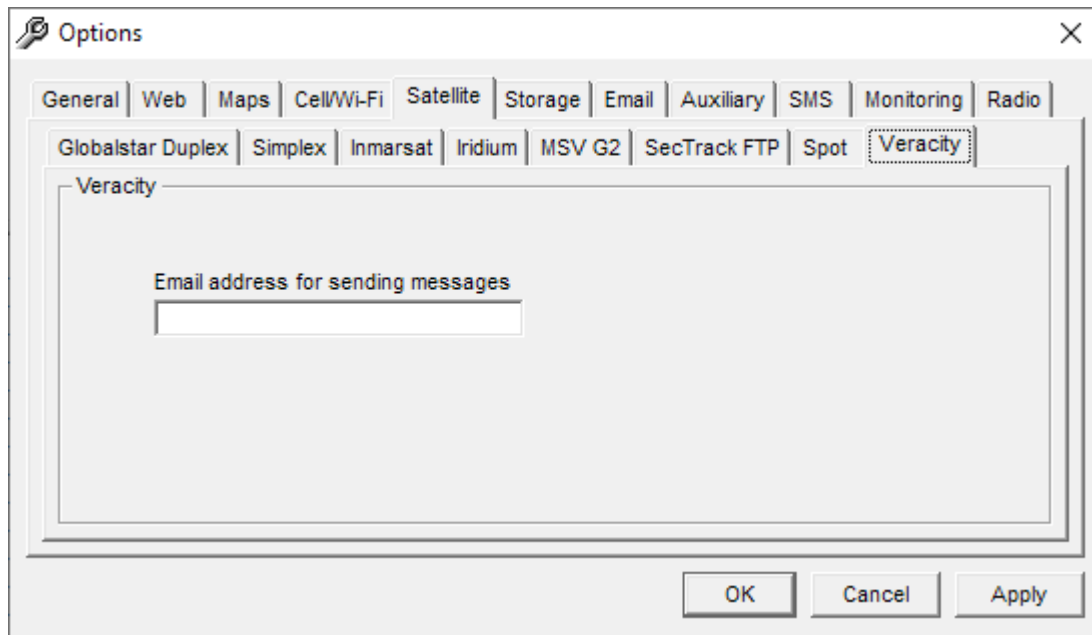 Options
General Web Maps Cell/Wi-Fi Satellite Storage Email Auxiliary SMS Monitoring Radio
Globalstar Duplex Simplex Inmarsat Iridium MSV G2 SecTrack FTP Spot Veracity
Veracity
Email address for sending messages
OK Cancel Apply